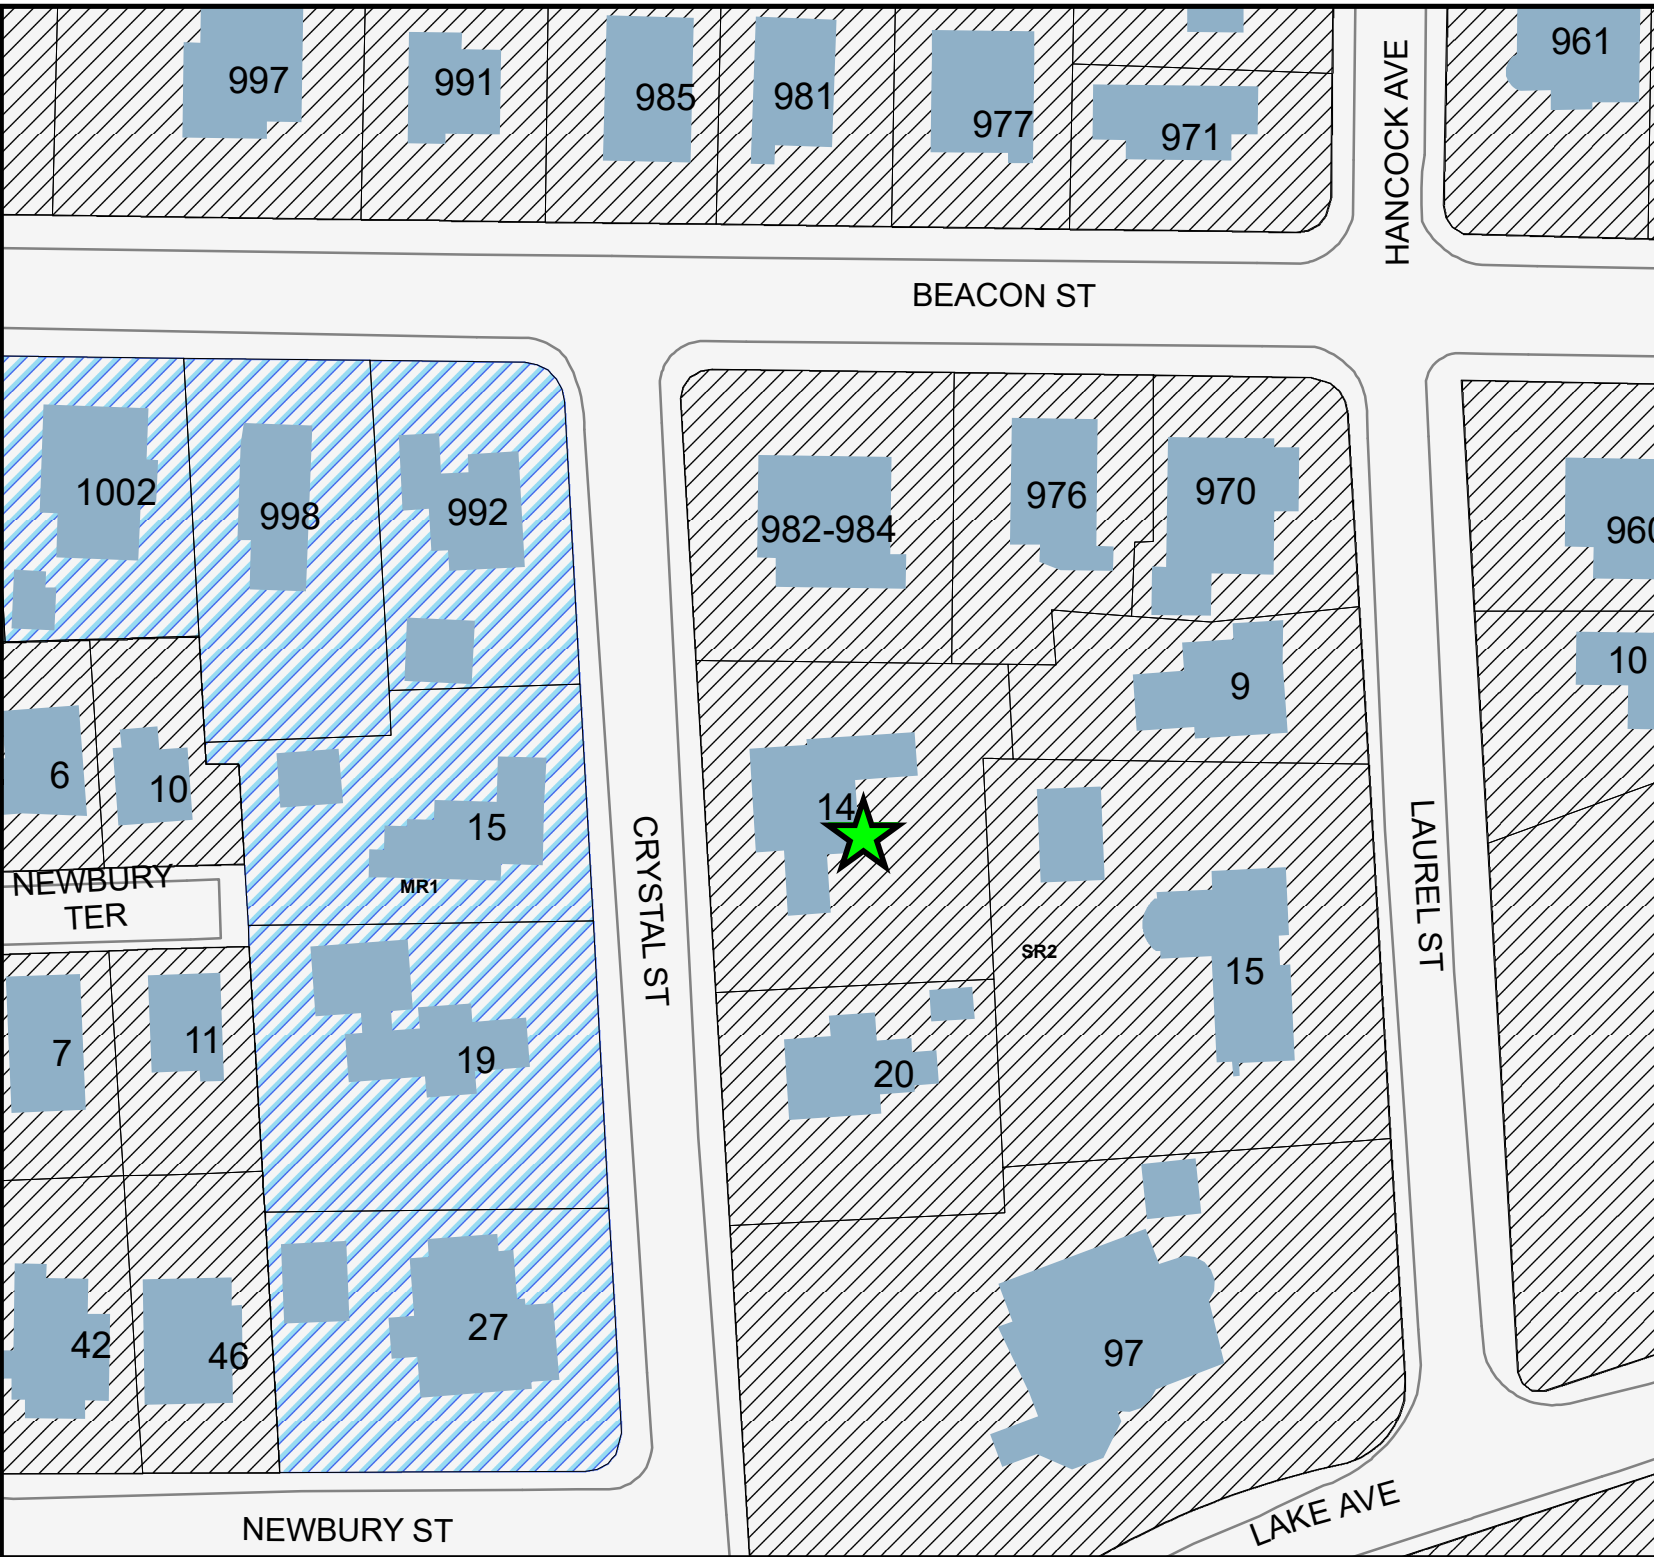 997
991
985
981
977
971
961
HANCOCK AVE
BEACON ST
1002
998
992
982-984
976
970
960
6
10
15
MR1
14
9
10
NEWBURY
TER
CRYSTAL ST
LAUREL ST
SR2
15
7
11
19
20
42
46
27
97
NEWBURY ST
LAKE AVE